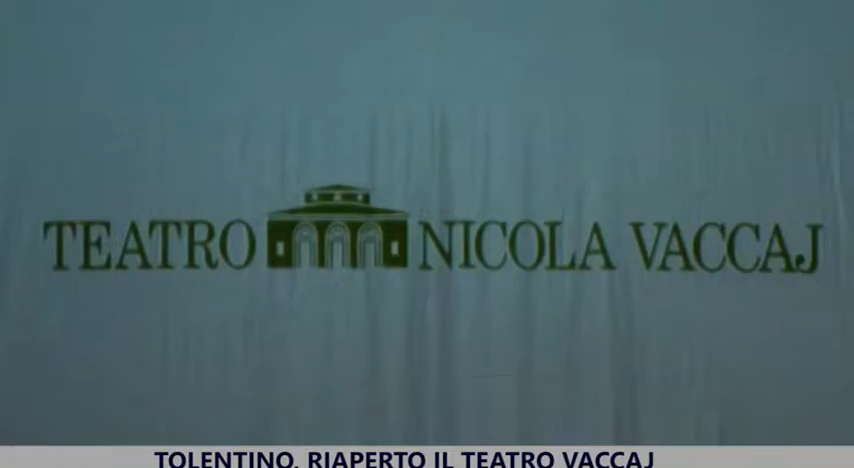 TEATRO NICOLA VACCAJ
TOLENTINO, RIAPERTO IL TEATRO VACCAJ